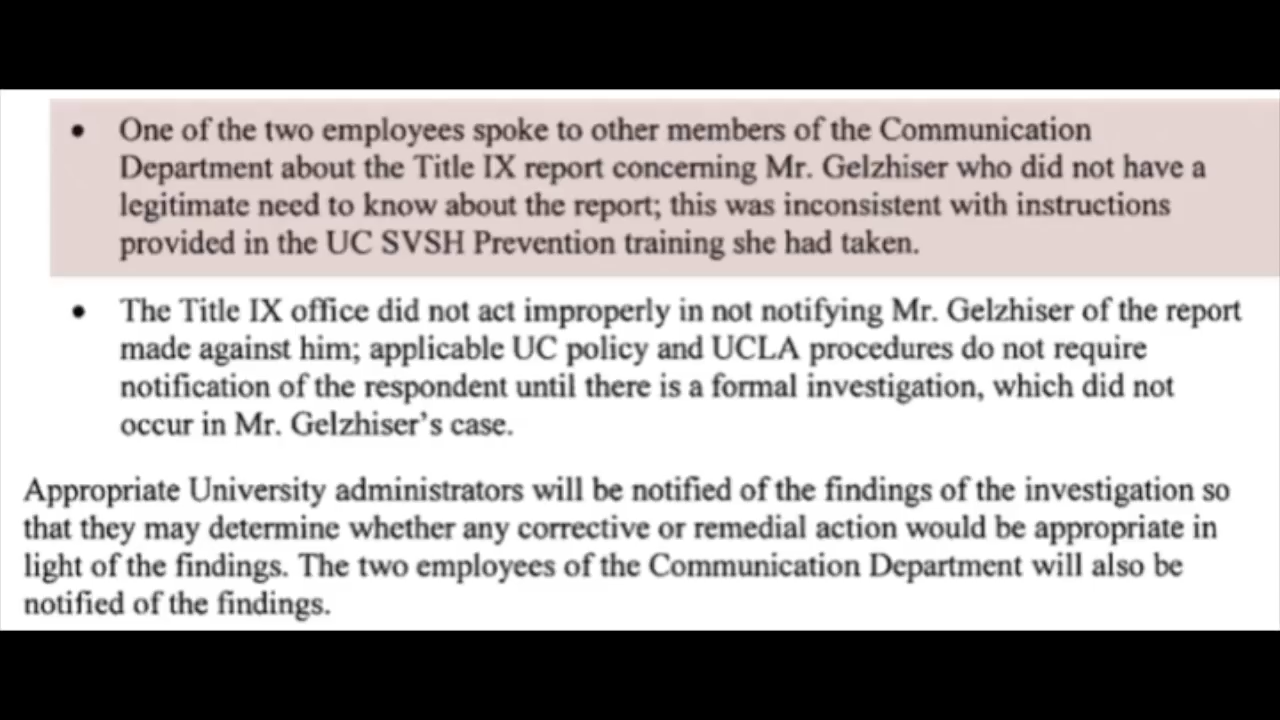 • One of the two employees spoke to other members of the Communication
Department about the Title IX report concerning Mr. Gelzhiser who did not have a
legitimate need to know about the report; this was inconsistent with instructions
provided in the UC SVSH Prevention training she had taken.
• The Title IX office did not act improperly in not notifying Mr. Gelzhiser of the report
made against him; applicable UC policy and UCLA procedures do not require
notification of the respondent until there is a formal investigation, which did not
occur in Mr. Gelzhiser’s case.
Appropriate University administrators will be notified of the findings of the investigation so
that they may determine whether any corrective or remedial action would be appropriate in
light of the findings. The two employees of the Communication Department will also be
notified of the findings.